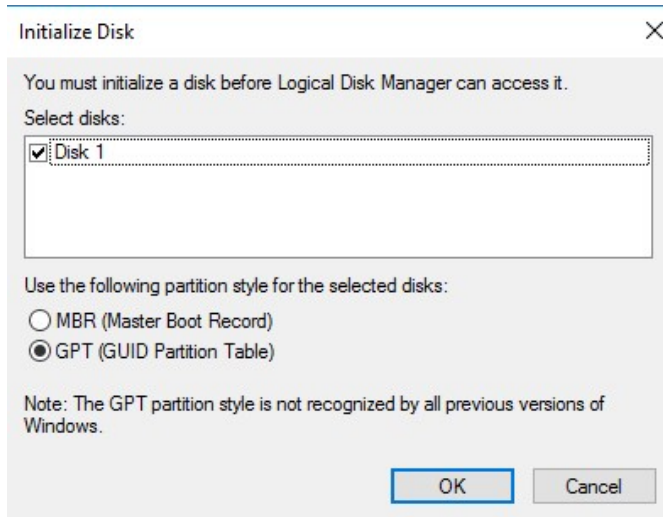 Initialize Disk
You must initialize a disk before Logical Disk Manager can access it.
Select disks:
Disk 1
Use the following partition style for the selected disks:
MBR (Master Boot Record)
GPT (GUID Partition Table)
Note: The GPT partition style is not recognized by all previous versions of
Windows.
OK Cancel